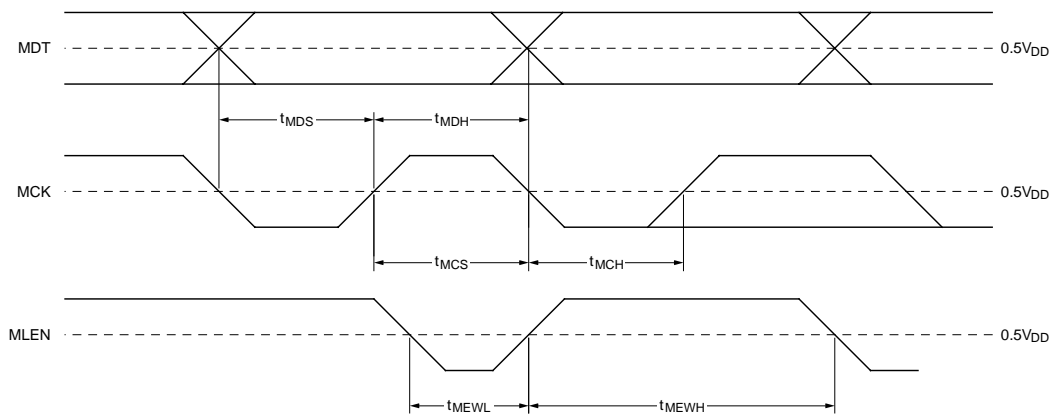 MDT 0.5VDD
tMDS tMDH
MCK 0.5VDD
tMCS tMCH
MLEN 0.5VDD
tMEWL tMEWH